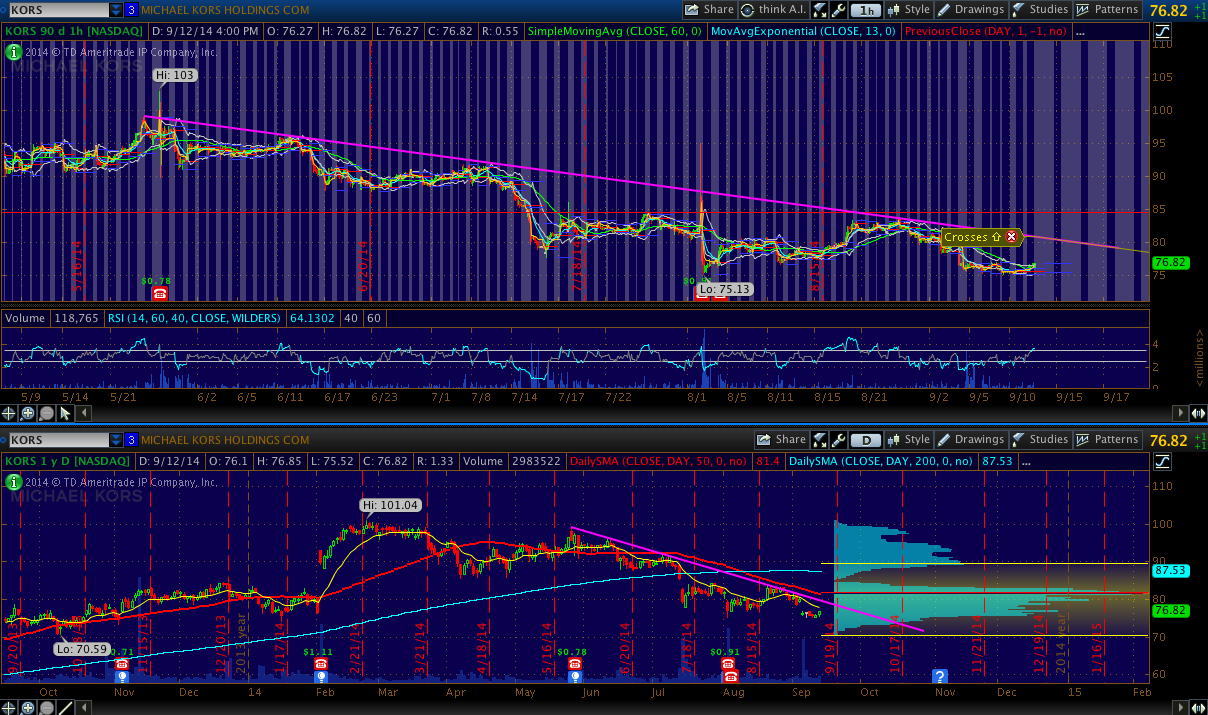 KORS 3 MICHAEL KORS HOLDINGS COM Share think A.I. 1h Style Drawings Studies Patterns 76.82 +1 +1
KORS 90 d 1h [NASDAQ] D: 9/12/14 4:00 PM O: 76.27 H: 76.82 L: 76.27 C: 76.82 R: 0.55 SimpleMovingAvg (CLOSE, 60, 0) MovAvgExponential (CLOSE, 13, 0) PreviousClose (DAY, 1, -1, no) ...
2014 © TD Ameritrade IP Company, Inc.
MICHAEL KORS
Hi: 103
110
105
100
95
90
85
Crosses
80
76.82
75
3/16/14
6/20/14
7/18/14
8/15/14
$0.78
Lo: 75.13
Volume 118,765 RSI (14, 60, 40, CLOSE, WILDERS) 64.1302 40 60
4
2
0
<millions>
5/9 5/14 5/21 6/2 6/6 6/11 6/17 6/23 7/1 7/8 7/14 7/17 7/22 8/1 8/5 8/11 8/15 8/21 9/2 9/5 9/10 9/15 9/17
KORS 3 MICHAEL KORS HOLDINGS COM Share D Style Drawings Studies Patterns 76.82 +1 +1
KORS 1 y D [NASDAQ] D: 9/12/14 O: 76.1 H: 76.85 L: 75.52 C: 76.82 R: 1.33 Volume 2983522 DailySMA (CLOSE, DAY, 50, 0, no) 81.4 DailySMA (CLOSE, DAY, 200, 0, no) 87.53 ...
2014 © TD Ameritrade IP Company, Inc.
MICHAEL KORS
Hi: 101.04
110
100
90
87.53
80
76.82
70
60
Lo: 70.59
9/20/13
11/15/13
12/20/13
2013 year
1/17/14
2/21/14
3/21/14
4/18/14
5/16/14
6/20/14
7/18/14
8/15/14
9/19/14
10/17/14
11/21/14
12/19/14
2014 year
1/16/15
$1.11
$0.78
$0.91
?
Oct Nov Dec 14 Feb Mar Apr May Jun Jul Aug Sep Oct Nov Dec 15 Feb